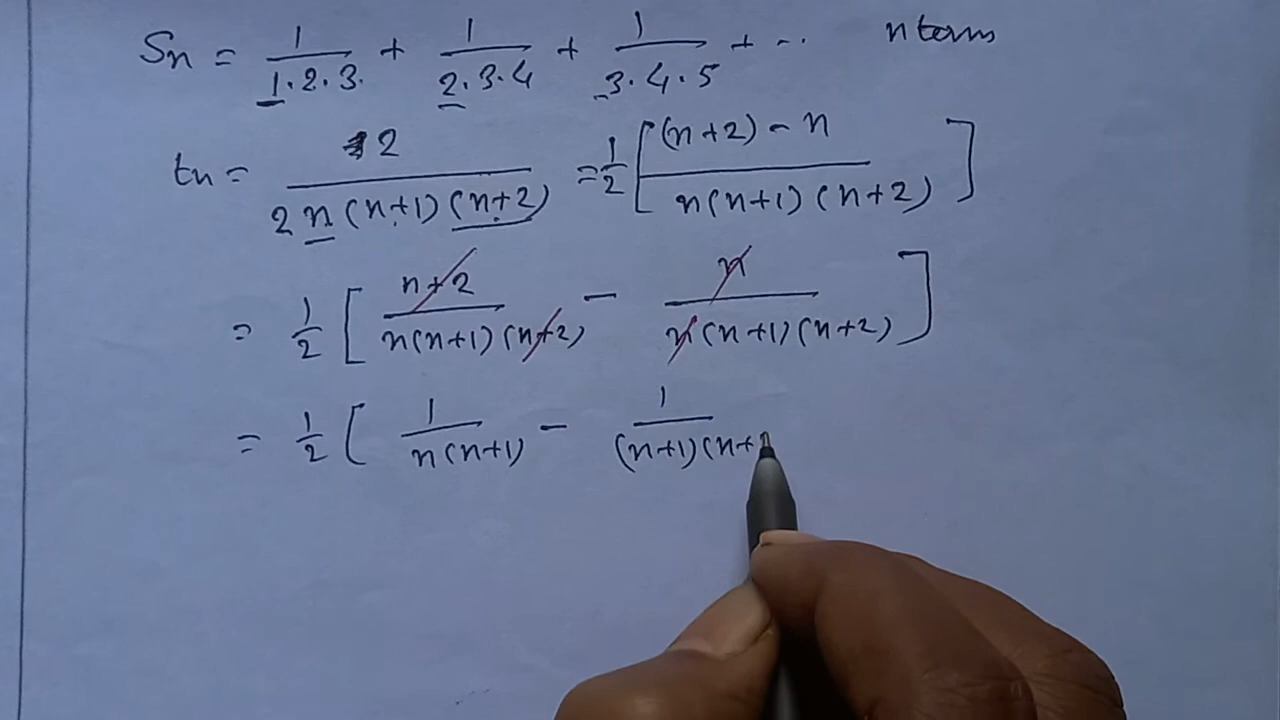 Sn = 1/1·2·3. + 1/2·3·4 + 1/3·4·5 + -·· n terms
tn = 2/2n(n+1)(n+2) = 1/2 [(n+2) - n/n(n+1)(n+2)]
= 1/2 [n+2/n(n+1)(n+2) - n/n(n+1)(n+2)]
= 1/2 [1/n(n+1) - 1/(n+1)(n+